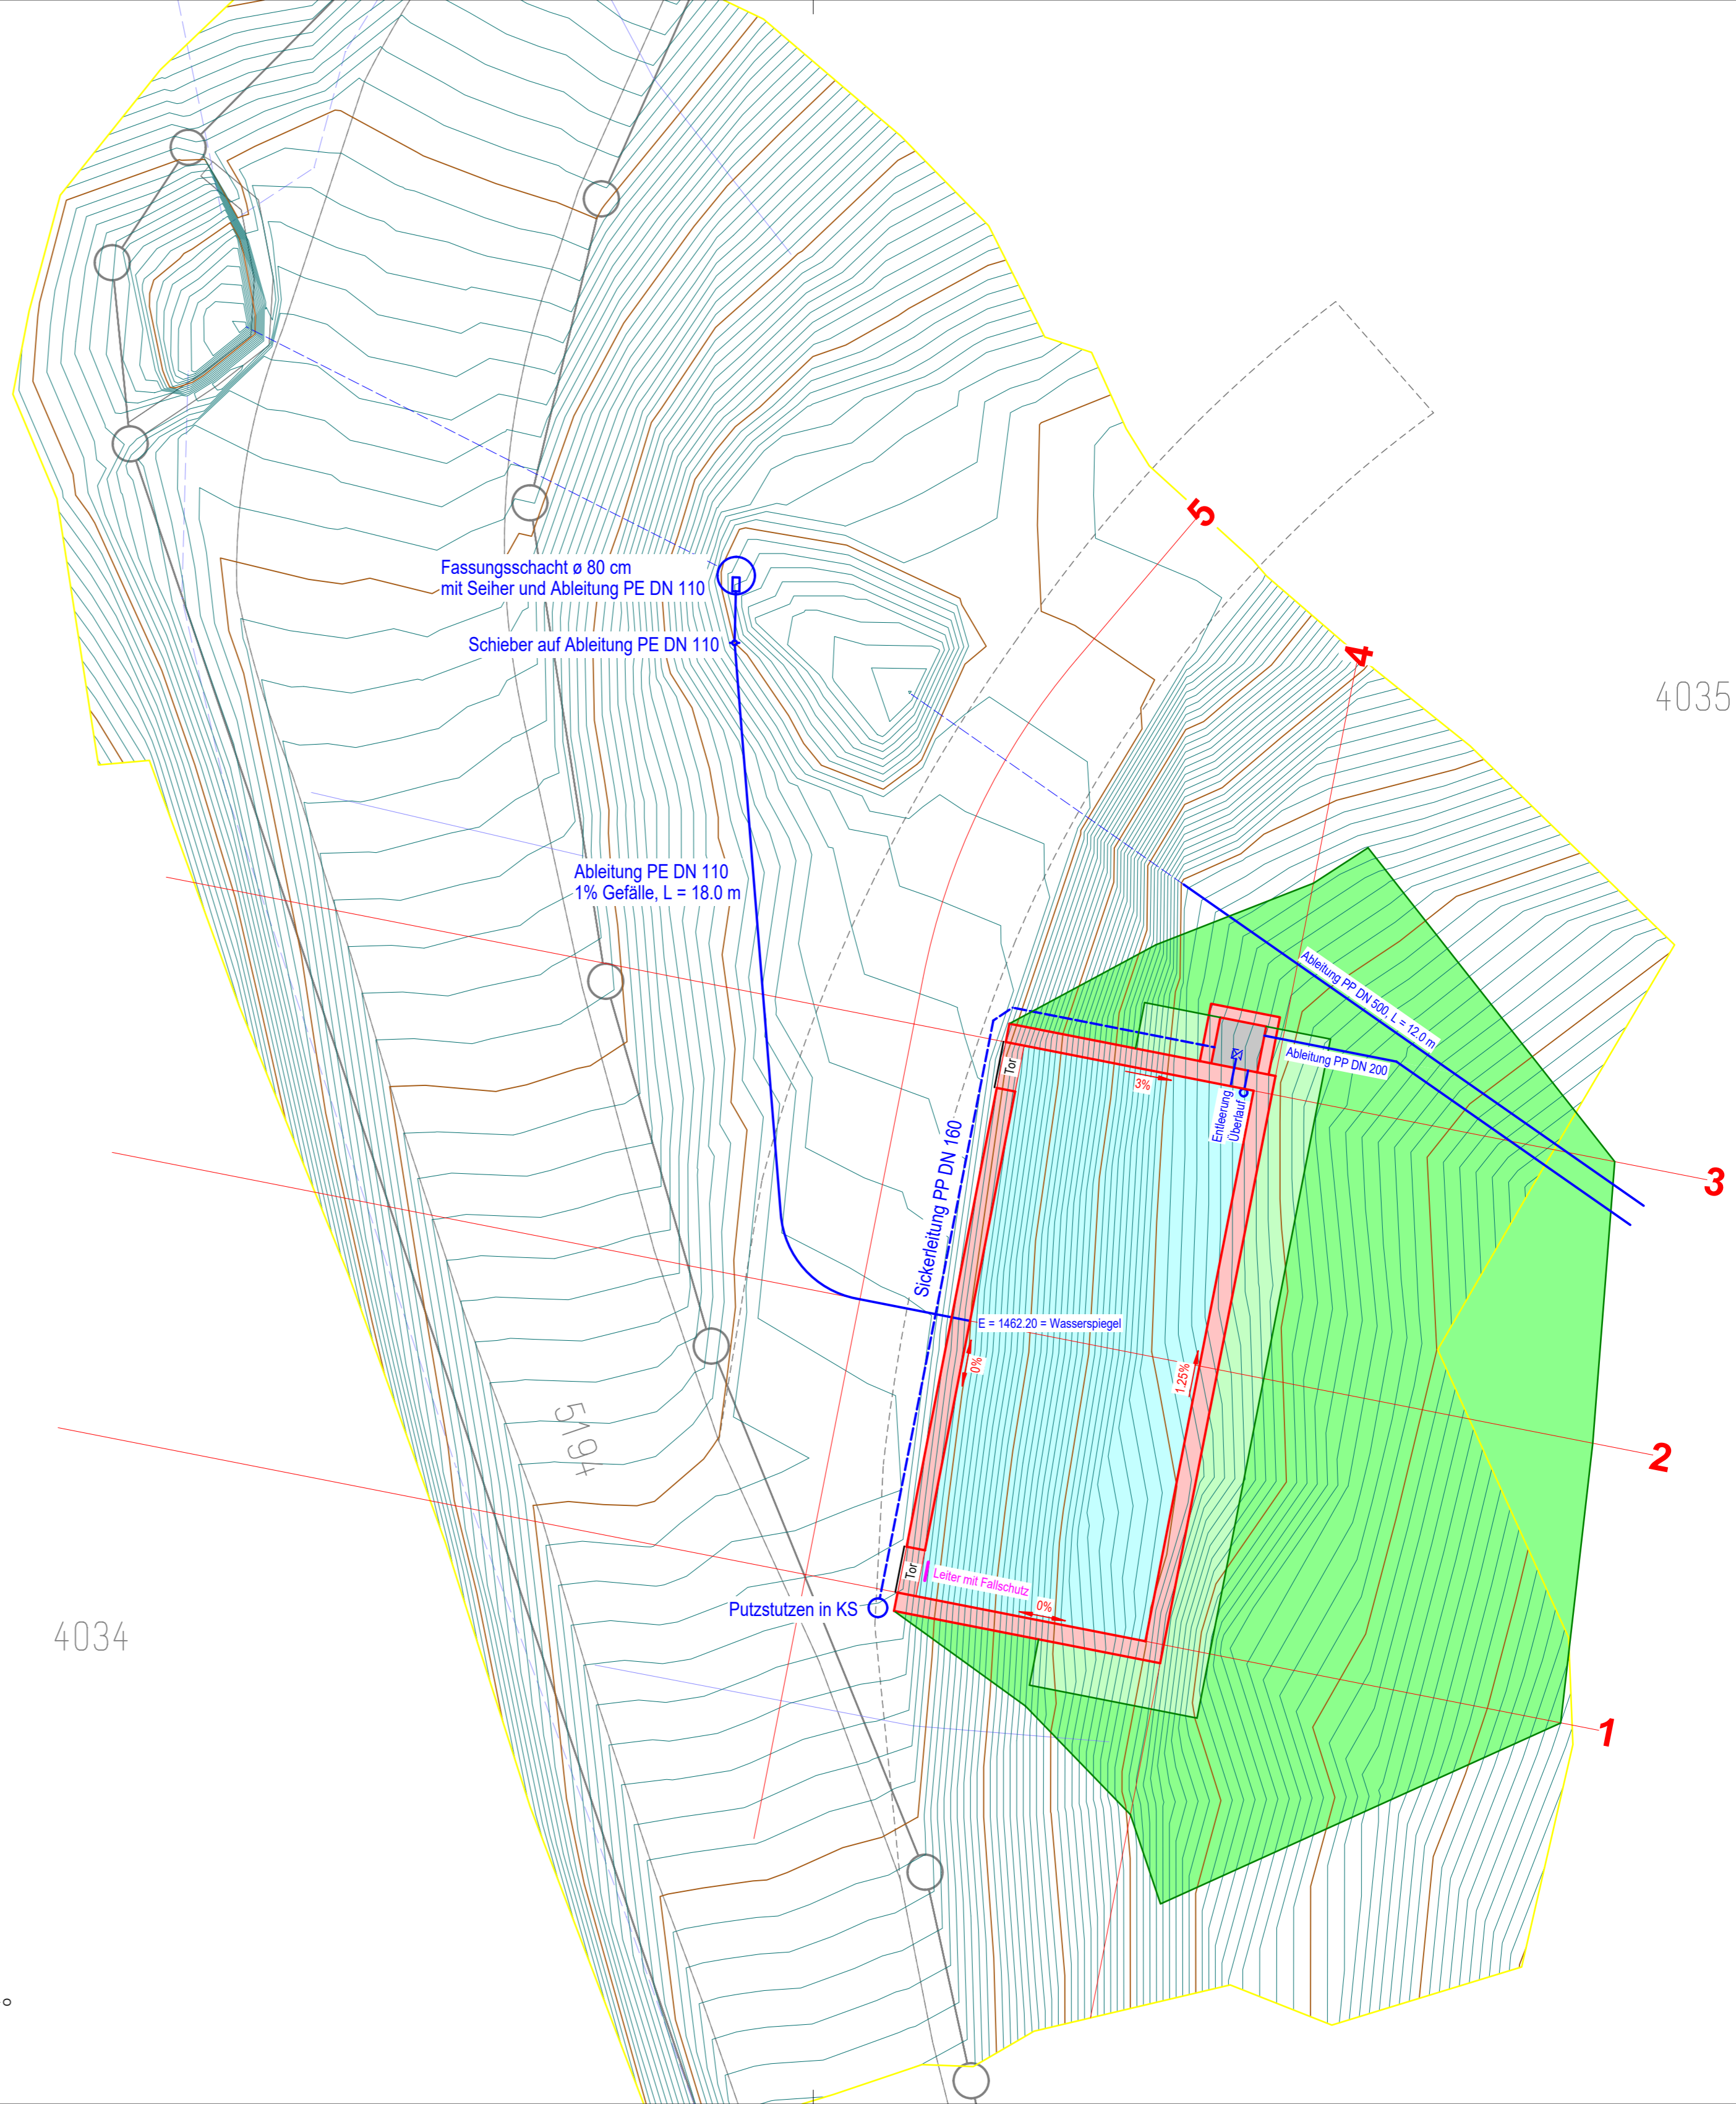 5
4
4035
Fassungsschacht ø 80 cm
mit Seiher und Ableitung PE DN 110
Schieber auf Ableitung PE DN 110
Ableitung PE DN 110
1% Gefälle, L = 18.0 m
Ableitung PP DN 500, L = 12.0 m
Ableitung PP DN 200
Tor
3%
Entleerung
Überlauf
Sickerleitung PP DN 160
3
E = 1462.20 = Wasserspiegel
0%
1.25%
5194
2
Tor
Leiter mit Fallschutz
0%
Putzstutzen in KS
4034
1